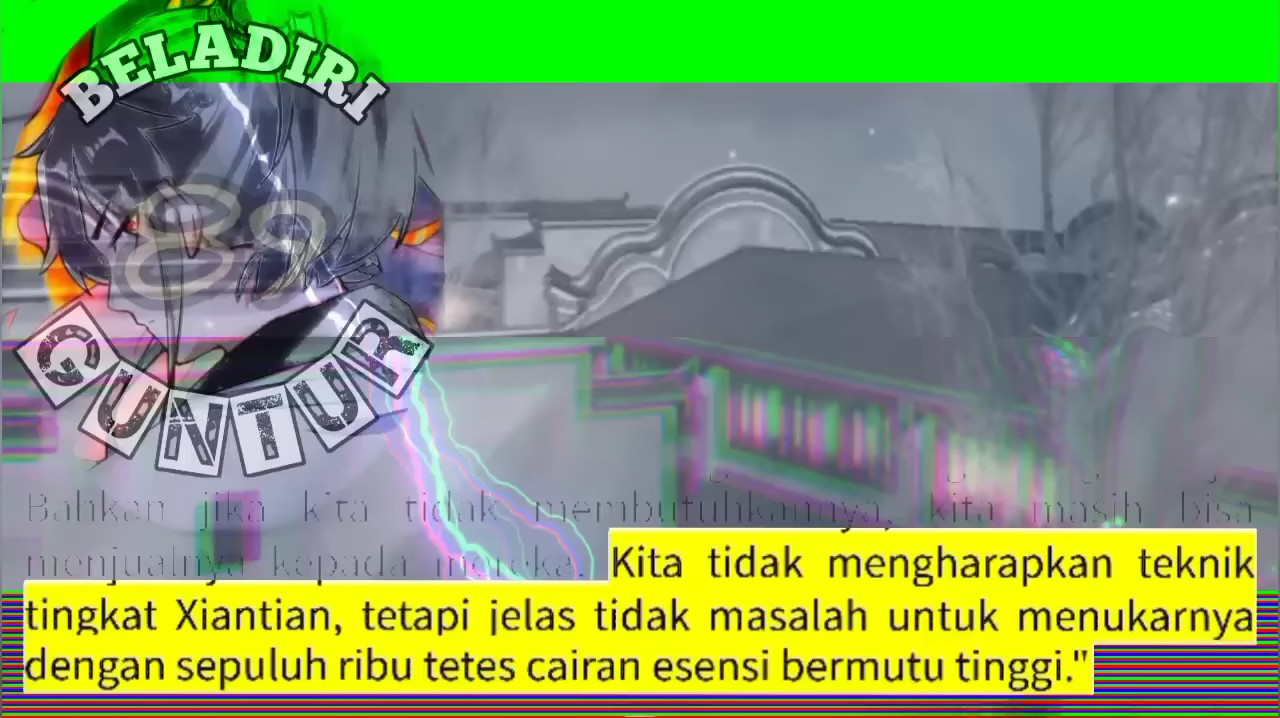 BELADIRI
89
GUNTUR
Bahkan jika kita tidak membutuhkannya, kita masih bisa
menjualnya kepada mereka. Kita tidak mengharapkan teknik
tingkat Xiantian, tetapi jelas tidak masalah untuk menukarnya
dengan sepuluh ribu tetes cairan esensi bermutu tinggi."